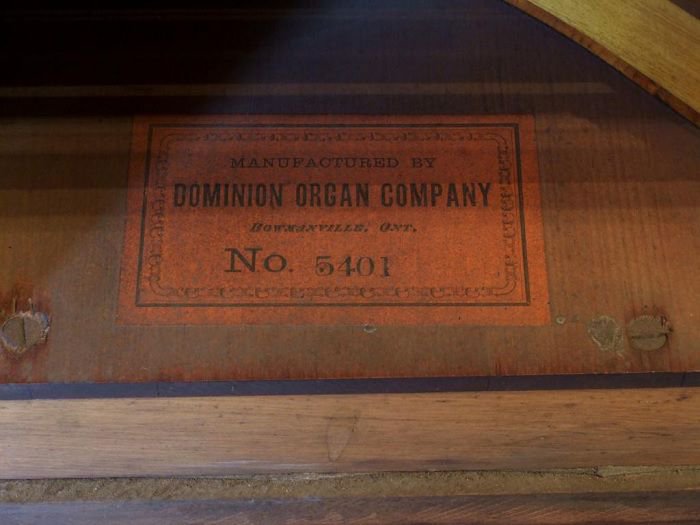 MANUFACTURED BY
DOMINION ORGAN COMPANY
BOWMANVILLE, ONT.
No. 5401